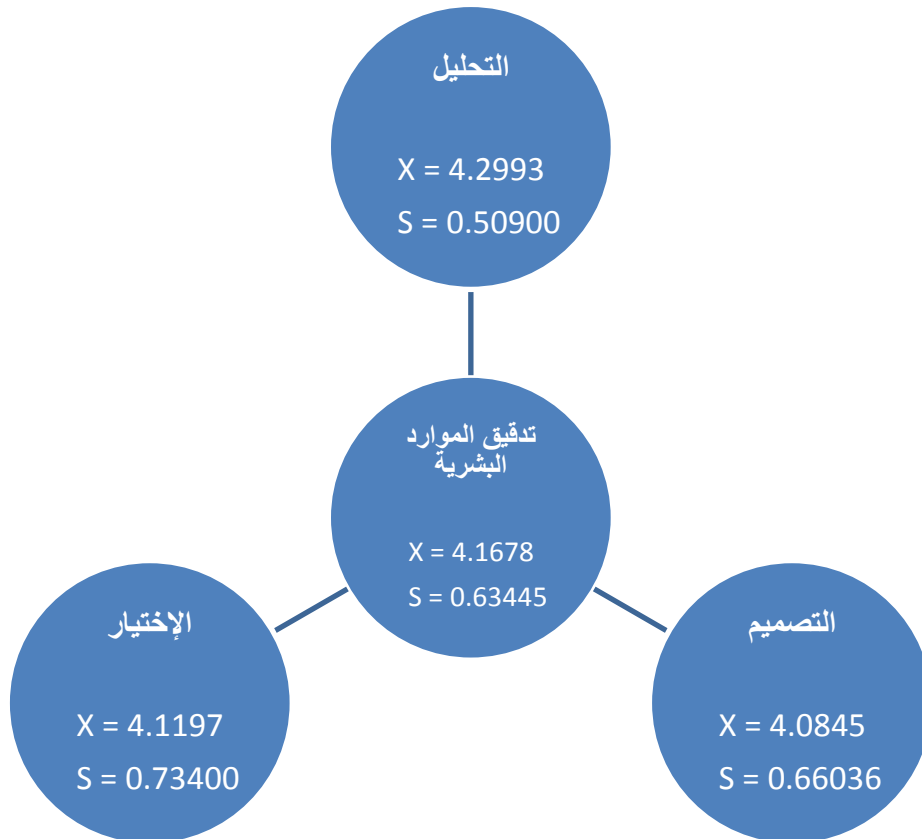 التحليل
X = 4.2993
S = 0.50900
تدقيق الموارد
البشرية
X = 4.1678
S = 0.63445
الإختيار
X = 4.1197
S = 0.73400
التصميم
X = 4.0845
S = 0.66036